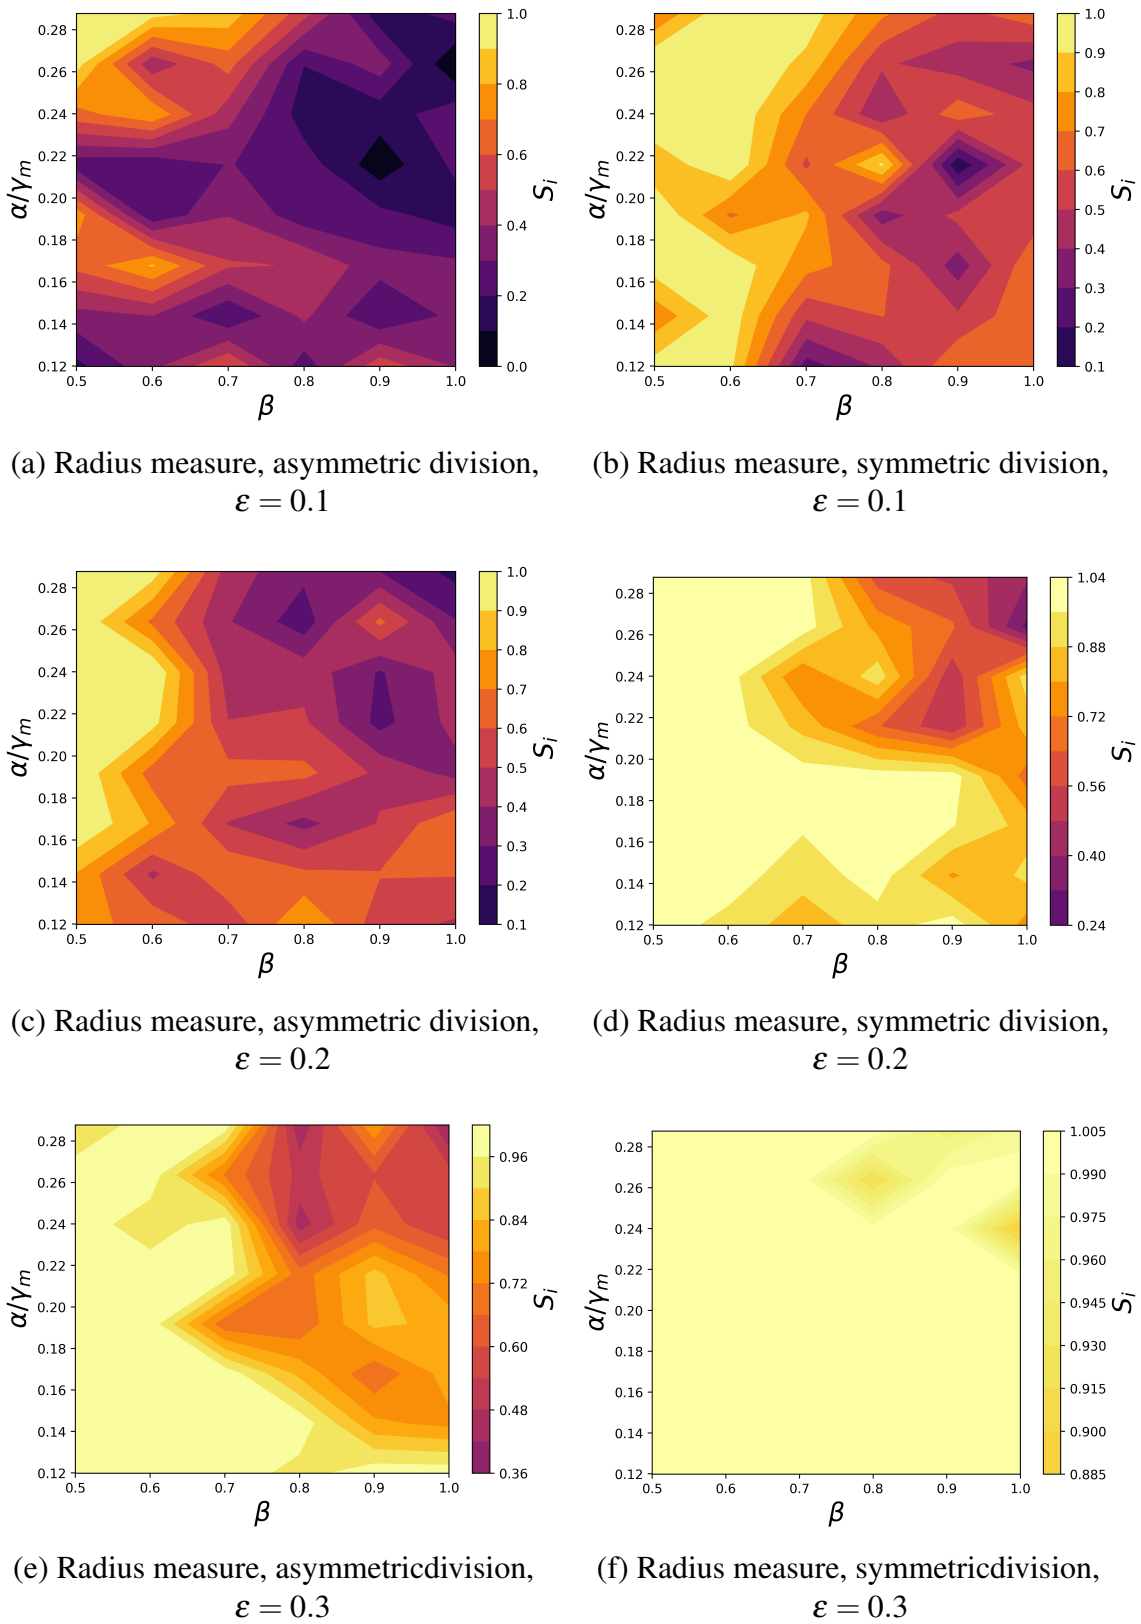 0.28
0.26
0.24
0.22
0.20
0.18
0.16
0.14
0.12
α/γm
0.5 0.6 0.7 0.8 0.9 1.0
β
1.0
0.8
0.6
0.4
0.2
0.0
Si
(a) Radius measure, asymmetric division,
ε = 0.1
0.28
0.26
0.24
0.22
0.20
0.18
0.16
0.14
0.12
α/γm
0.5 0.6 0.7 0.8 0.9 1.0
β
1.0
0.9
0.8
0.7
0.6
0.5
0.4
0.3
0.2
0.1
Si
(b) Radius measure, symmetric division,
ε = 0.1
0.28
0.26
0.24
0.22
0.20
0.18
0.16
0.14
0.12
α/γm
0.5 0.6 0.7 0.8 0.9 1.0
β
1.0
0.9
0.8
0.7
0.6
0.5
0.4
0.3
0.2
0.1
Si
(c) Radius measure, asymmetric division,
ε = 0.2
0.28
0.26
0.24
0.22
0.20
0.18
0.16
0.14
0.12
α/γm
0.5 0.6 0.7 0.8 0.9 1.0
β
1.04
0.88
0.72
0.56
0.40
0.24
Si
(d) Radius measure, symmetric division,
ε = 0.2
0.28
0.26
0.24
0.22
0.20
0.18
0.16
0.14
0.12
α/γm
0.5 0.6 0.7 0.8 0.9 1.0
β
0.96
0.84
0.72
0.60
0.48
0.36
Si
(e) Radius measure, asymmetricdivision,
ε = 0.3
0.28
0.26
0.24
0.22
0.20
0.18
0.16
0.14
0.12
α/γm
0.5 0.6 0.7 0.8 0.9 1.0
β
1.005
0.990
0.975
0.960
0.945
0.930
0.915
0.900
0.885
Si
(f) Radius measure, symmetricdivision,
ε = 0.3